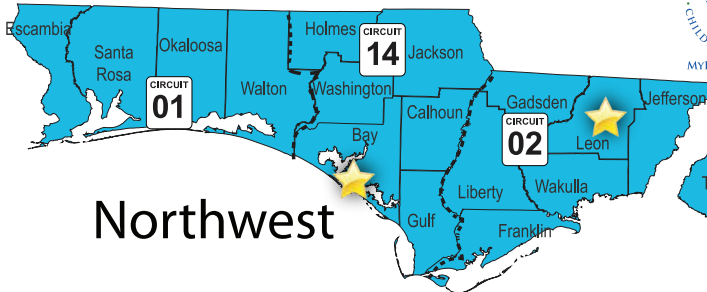 Escambia
Santa
Rosa
Okaloosa
Walton
Holmes
Washington
Jackson
Bay
Calhoun
Gulf
Liberty
Gadsden
Leon
Wakulla
Franklin
Jefferson
CIRCUIT
01
CIRCUIT
14
CIRCUIT
02
Northwest